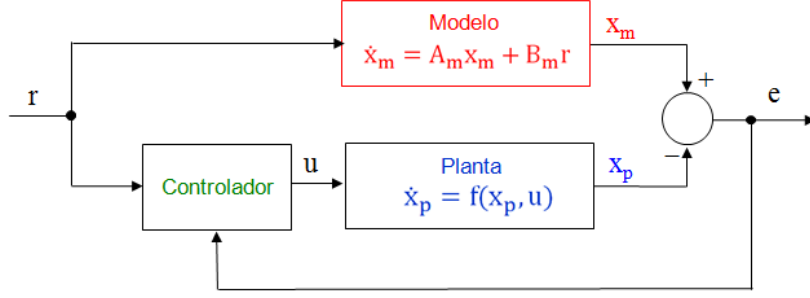 Modelo
ẋₘ = Aₘxₘ + Bₘr
xₘ
+
r
e
Controlador
u
Planta
ẋₚ = f(xₚ, u)
xₚ
−